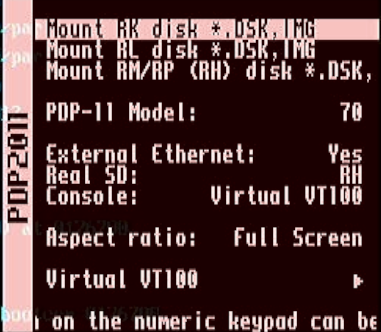 Mount RK disk *.DSK,IMG
Mount RL disk *.DSK,IMG
Mount RM/RP (RH) disk *.DSK,
PDP-11 Model: 70
External Ethernet: Yes
Real SD: RH
Console: Virtual VT100
Aspect ratio: Full Screen
Virtual VT100
on the numeric keypad can be
PDP2011